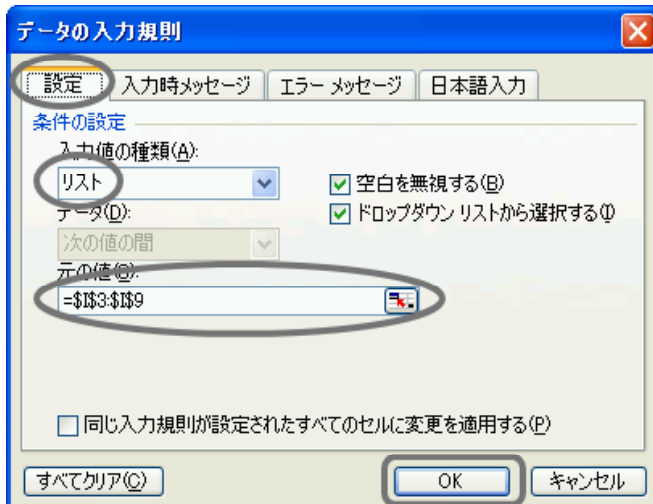 データの入力規則
設定 入力時メッセージ エラー メッセージ 日本語入力
条件の設定
入力値の種類(A):
リスト 空白を無視する(B)
データ(D): ドロップダウン リストから選択する(I)
次の値の間
元の値(S):
=$I$3:$I$9
同じ入力規則が設定されたすべてのセルに変更を適用する(P)
すべてクリア(C) OK キャンセル